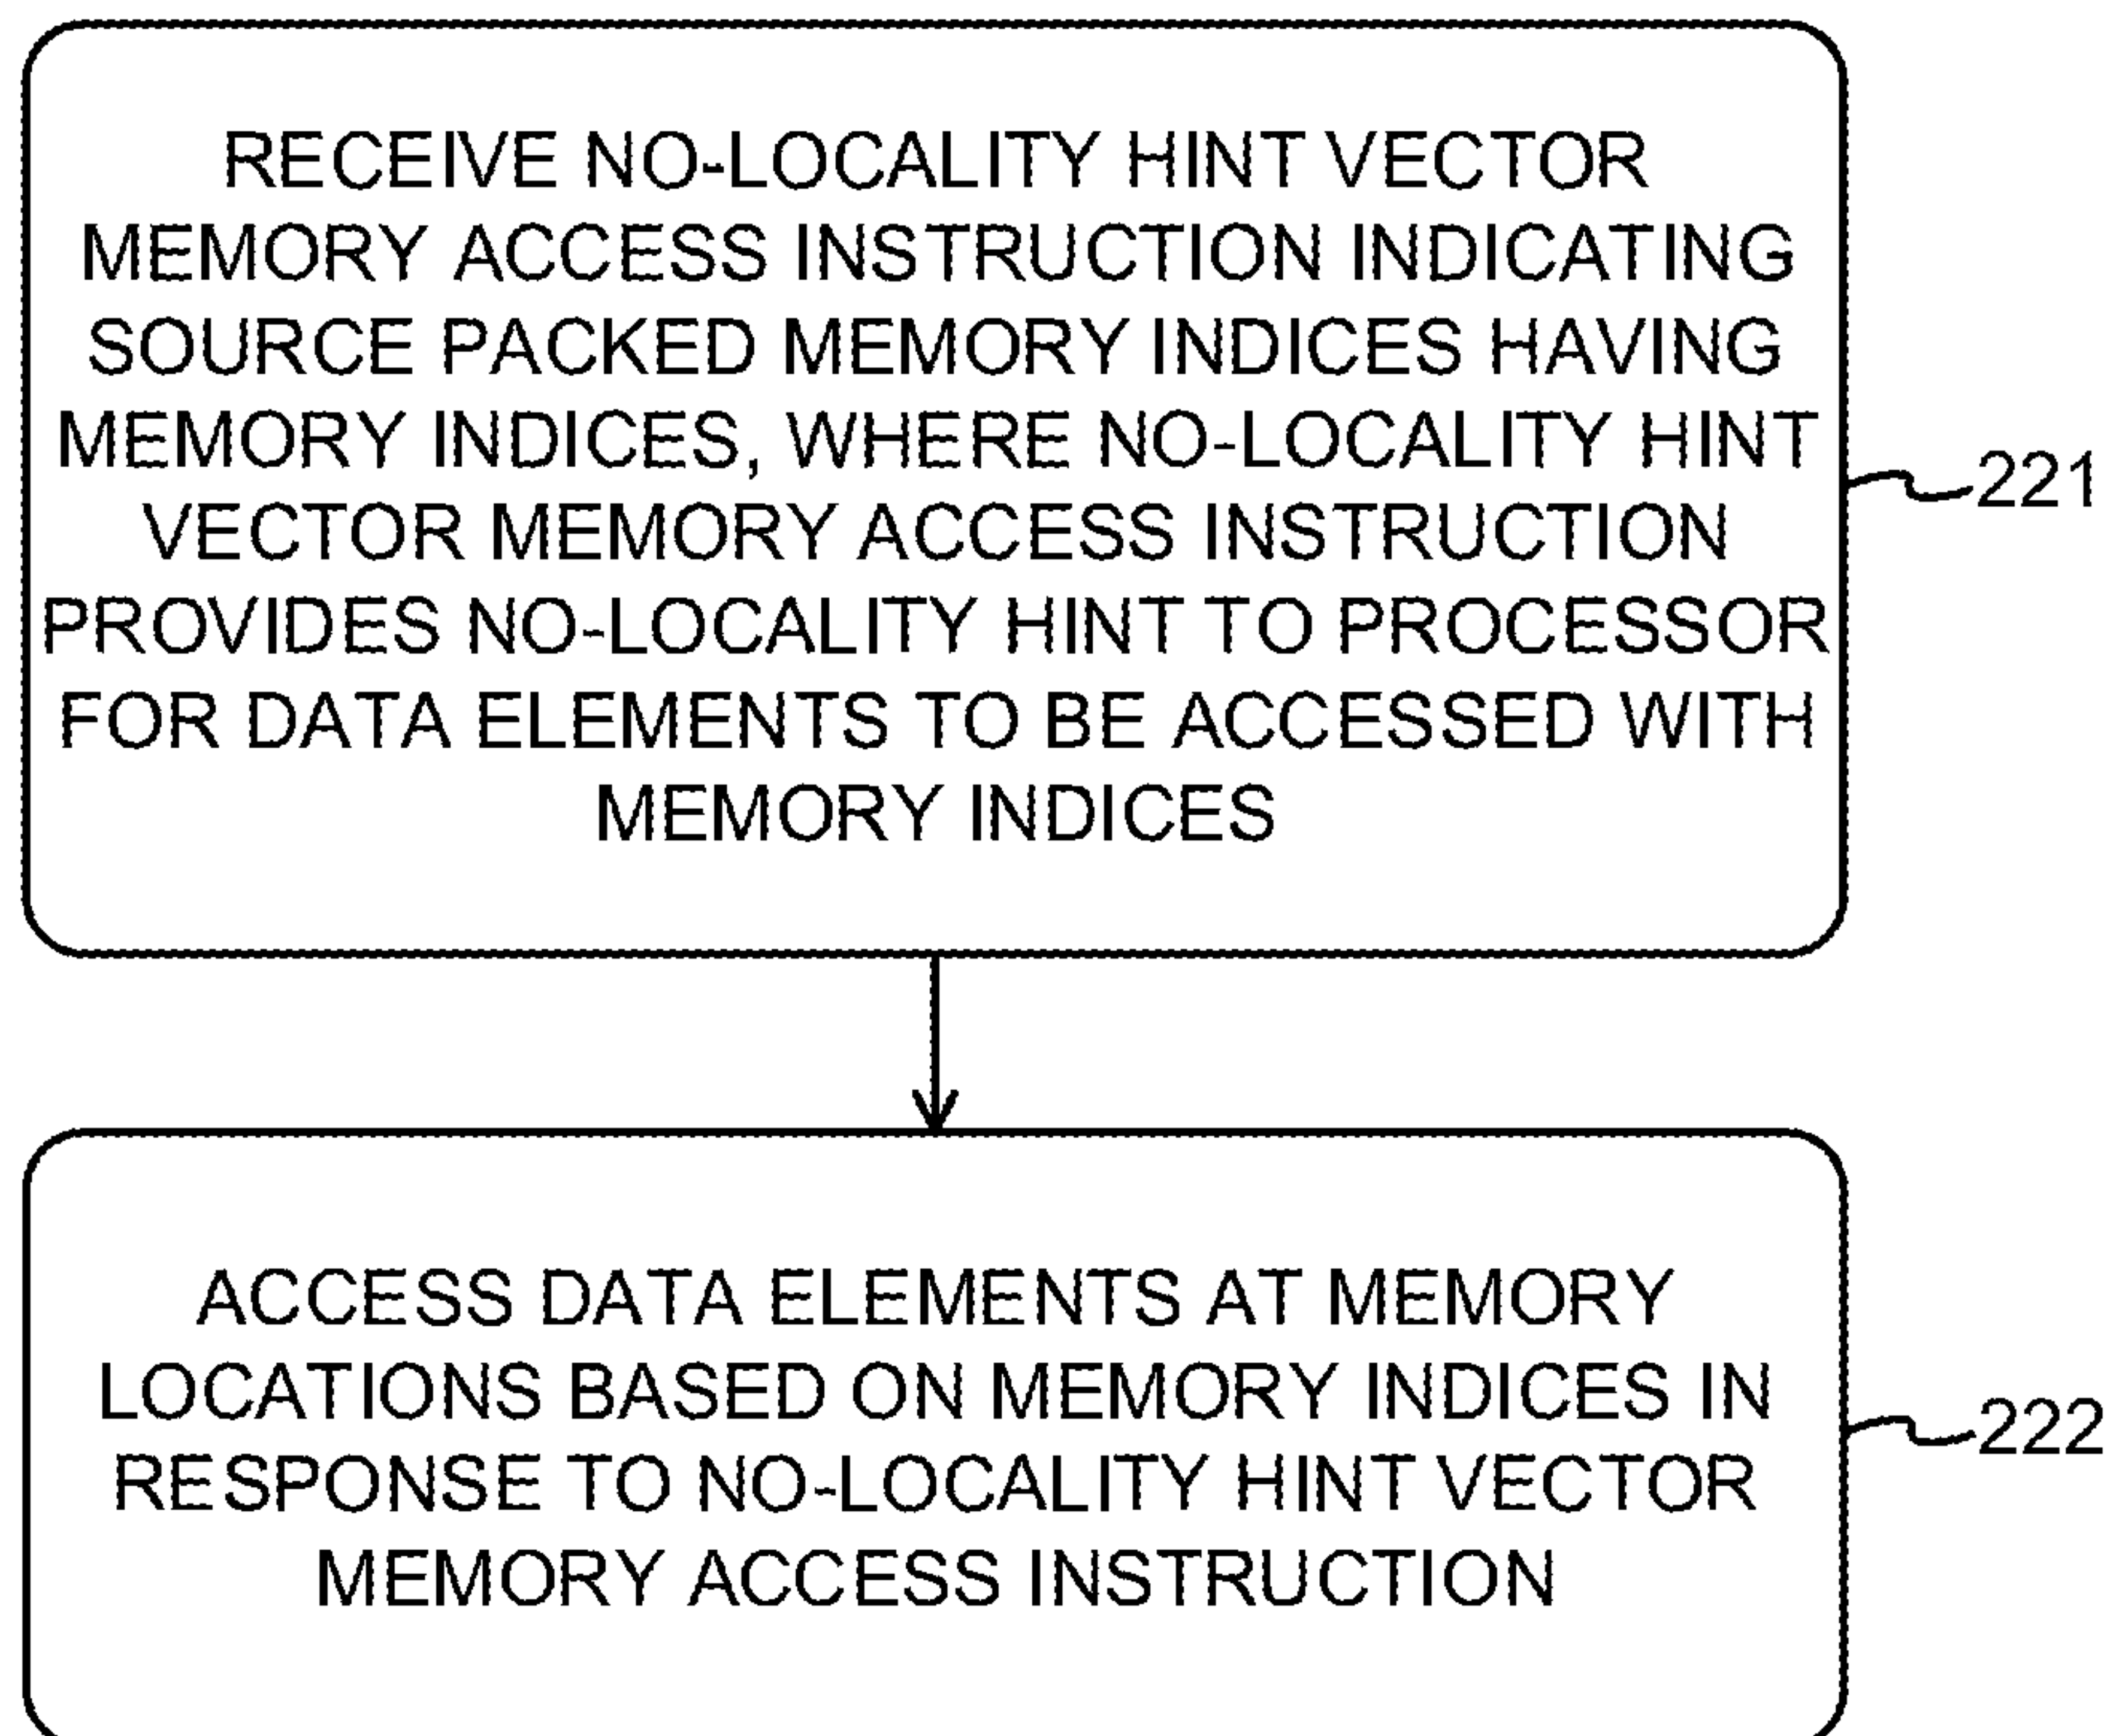 RECEIVE NO-LOCALITY HINT VECTOR
MEMORY ACCESS INSTRUCTION INDICATING
SOURCE PACKED MEMORY INDICES HAVING
MEMORY INDICES, WHERE NO-LOCALITY HINT
VECTOR MEMORY ACCESS INSTRUCTION
PROVIDES NO-LOCALITY HINT TO PROCESSOR
FOR DATA ELEMENTS TO BE ACCESSED WITH
MEMORY INDICES
221
ACCESS DATA ELEMENTS AT MEMORY
LOCATIONS BASED ON MEMORY INDICES IN
RESPONSE TO NO-LOCALITY HINT VECTOR
MEMORY ACCESS INSTRUCTION
222